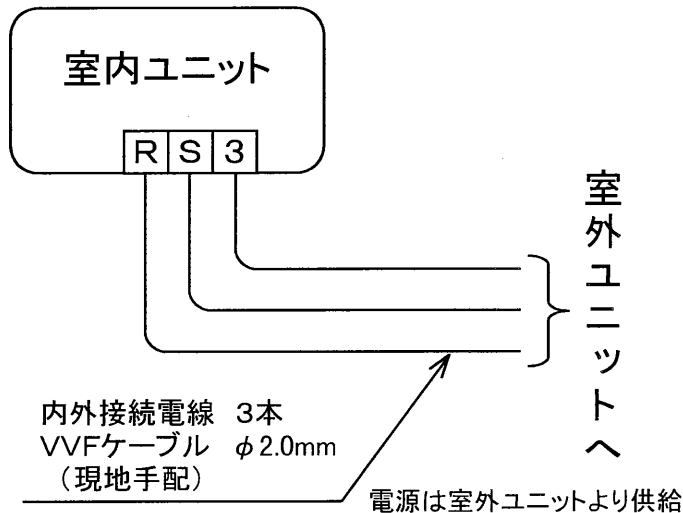 室内ユニット
R S 3
室外ユニットへ
内外接続電線 3本
VVFケーブル φ2.0mm
（現地手配）
電源は室外ユニットより供給